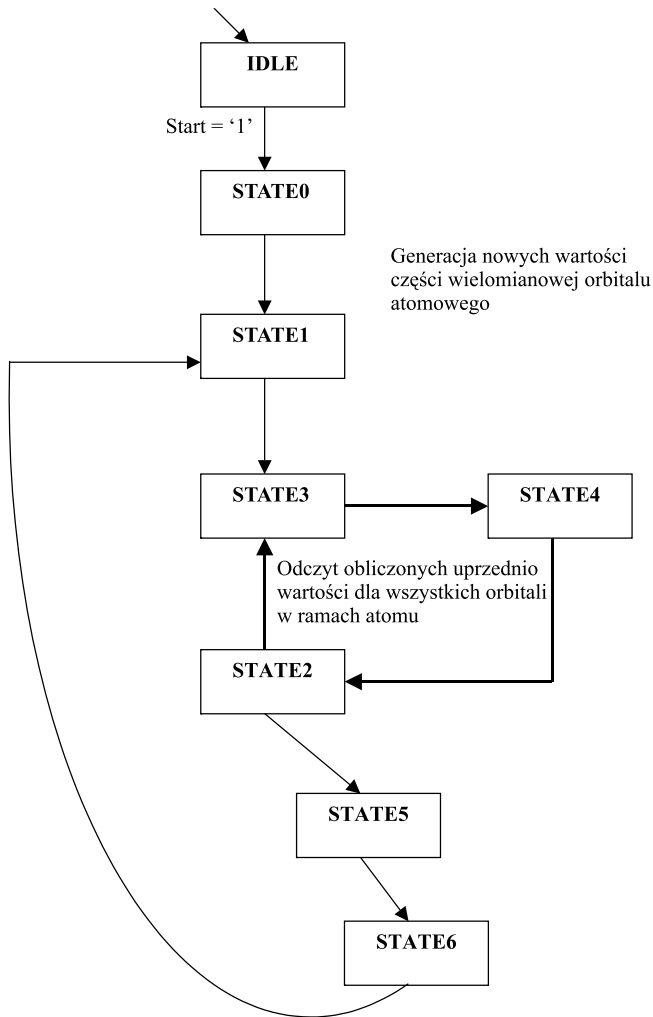 IDLE
Start = ‘1’
STATE0
Generacja nowych wartości
części wielomianowej orbitalu
atomowego
STATE1
STATE3
STATE4
Odczyt obliczonych uprzednio
wartości dla wszystkich orbitali
w ramach atomu
STATE2
STATE5
STATE6